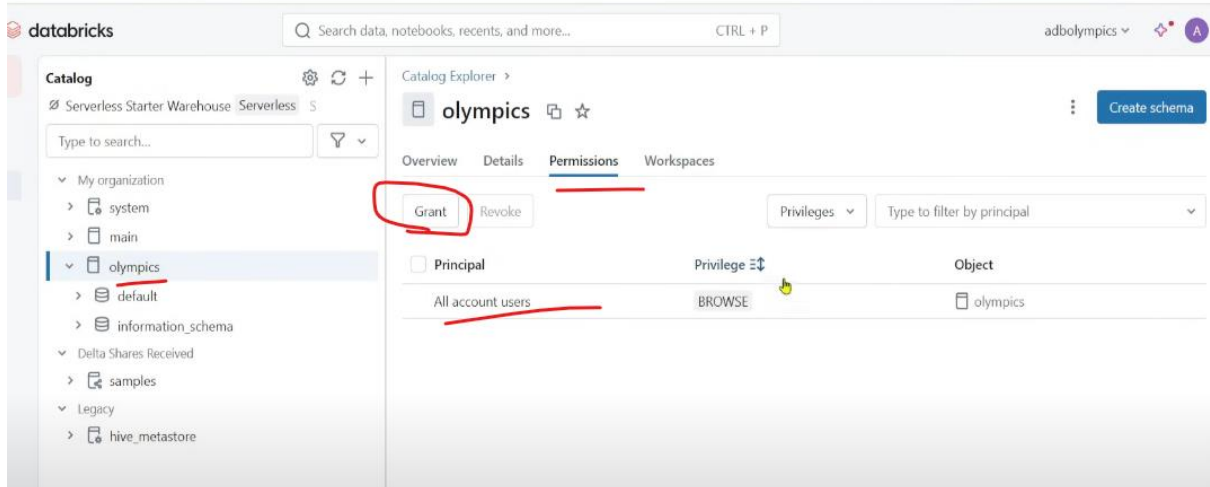 databricks
Search data, notebooks, recents, and more... CTRL + P
adbolympics
A
Catalog
Serverless Starter Warehouse Serverless S
Type to search...
My organization
system
main
olympics
default
information_schema
Delta Shares Received
samples
Legacy
hive_metastore
Catalog Explorer >
olympics
Create schema
Overview Details Permissions Workspaces
Grant Revoke
Privileges
Type to filter by principal
Principal Privilege Object
All account users BROWSE olympics